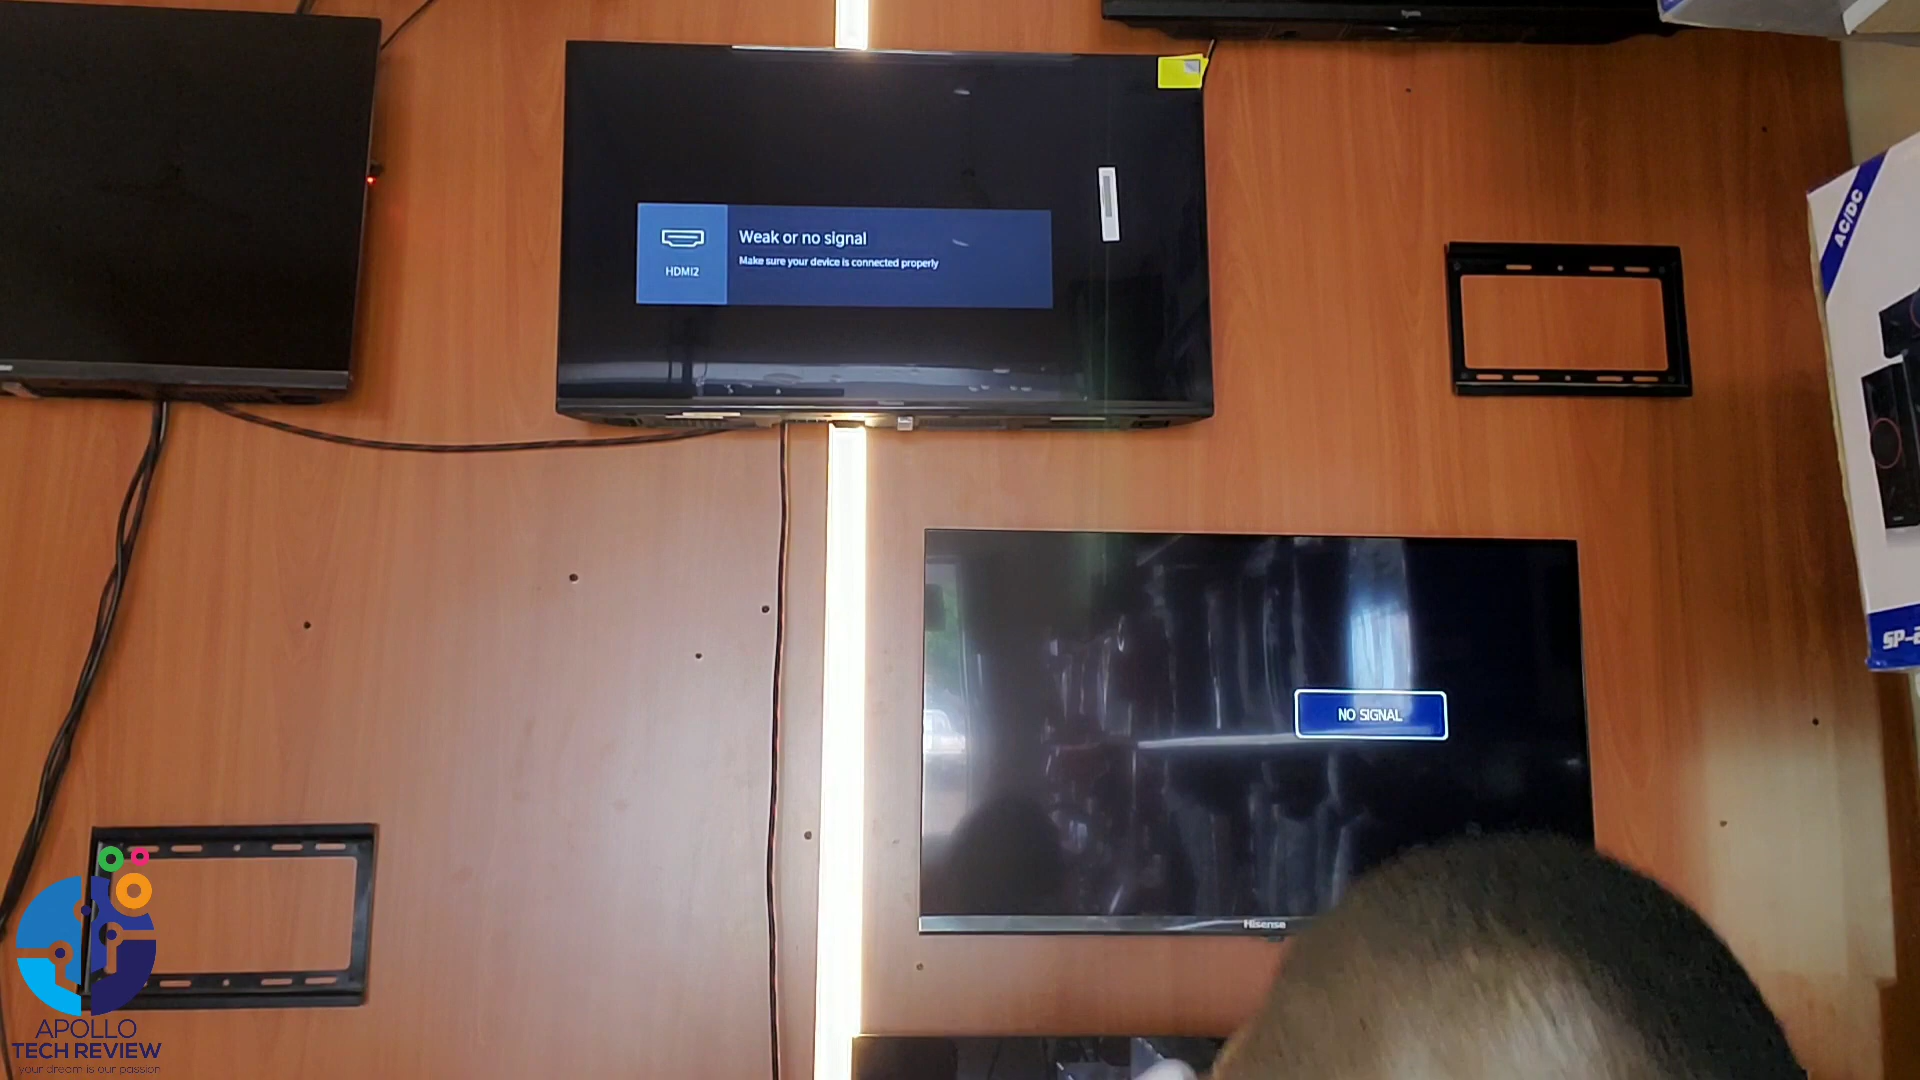 Weak or no signal
Make sure your device is connected properly
HDMI2
AC/DC
NO SIGNAL
Hisense
APOLLO
TECH REVIEW
your dream is our passion